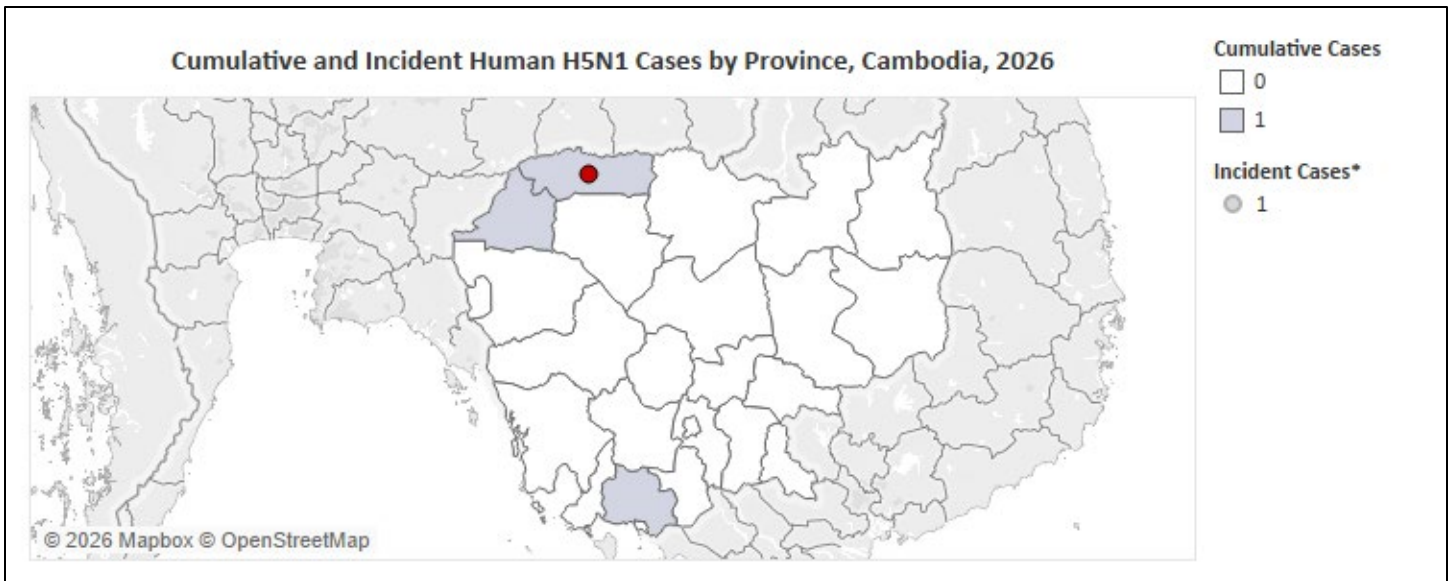 Cumulative and Incident Human H5N1 Cases by Province, Cambodia, 2026
Cumulative Cases
0
1
Incident Cases*
1
© 2026 Mapbox © OpenStreetMap